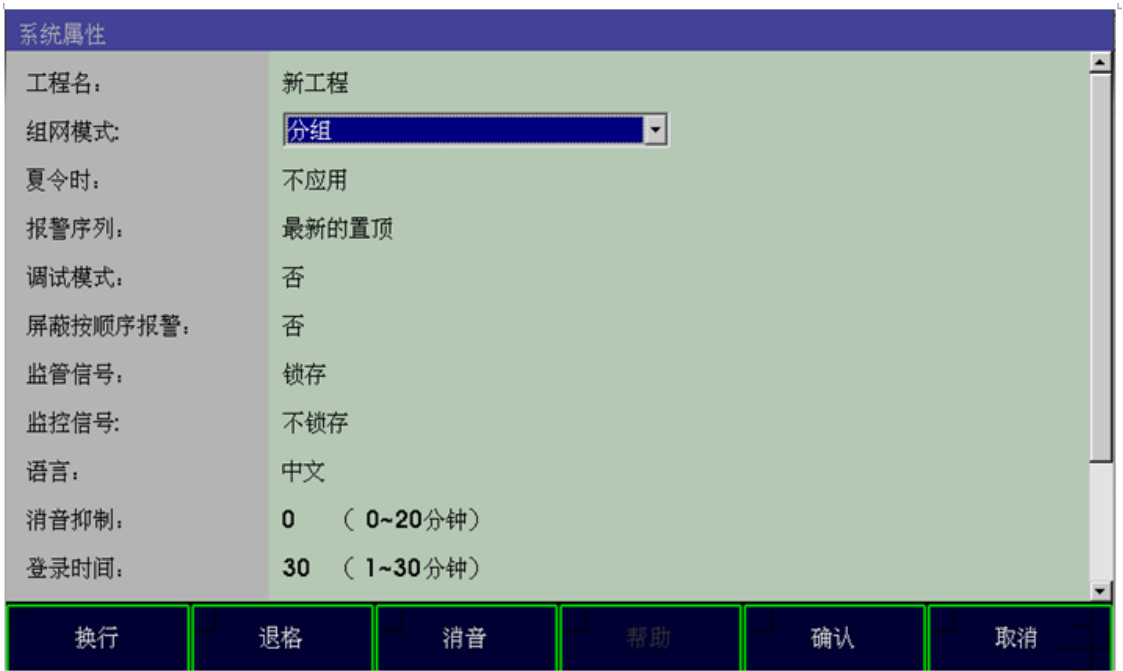 系统属性
工程名： 新工程
组网模式: 分组
夏令时： 不应用
报警序列： 最新的置顶
调试模式： 否
屏蔽按顺序报警： 否
监管信号： 锁存
监控信号: 不锁存
语言： 中文
消音抑制： 0 （ 0~20分钟）
登录时间： 30 （ 1~30分钟）
换行 退格 消音 帮助 确认 取消